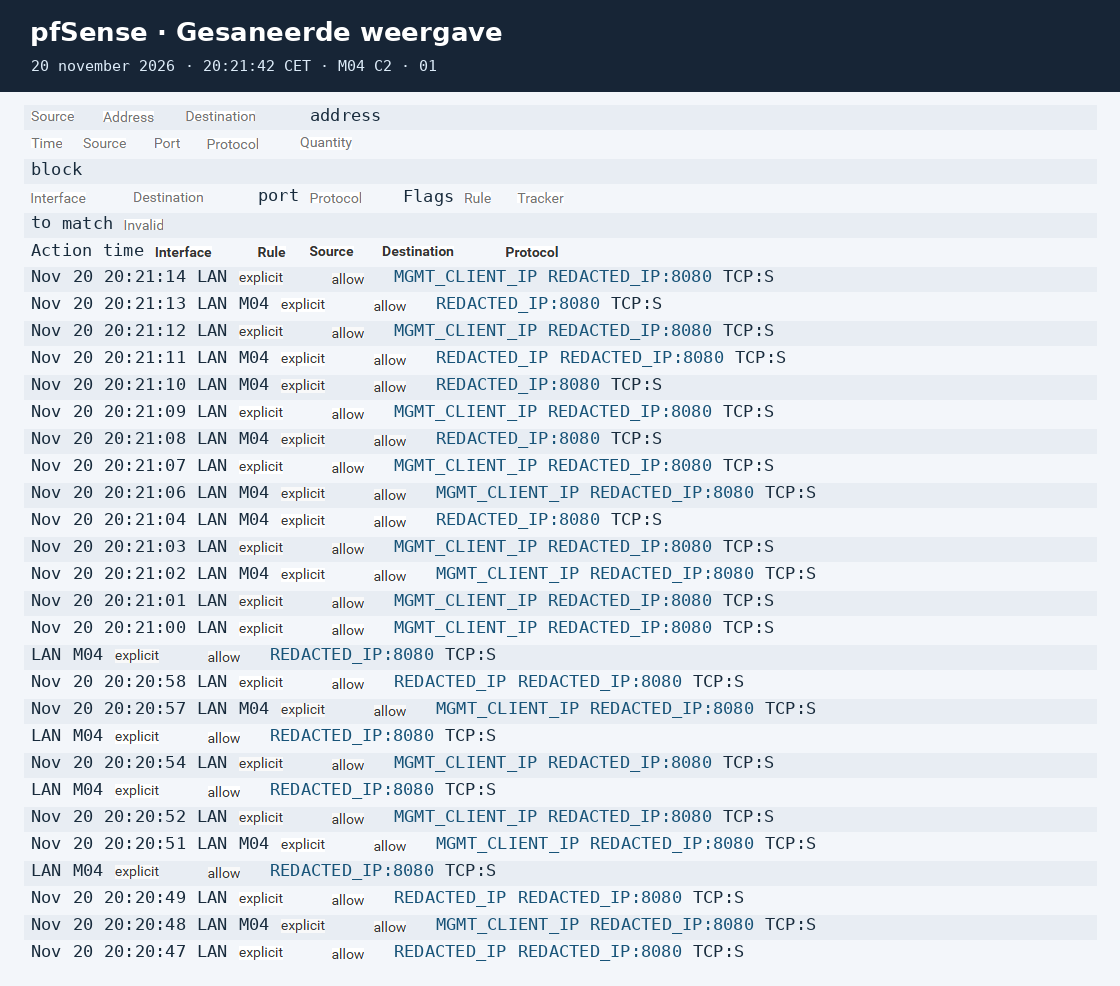 pfSense · Gesaneerde weergave
20 november 2026 · 20:21:42 CET · M04 C2 · 01
Source Address Destination address
Time Source Port Protocol Quantity
block
Interface Destination port Protocol Flags Rule Tracker
to match Invalid
Action time Interface Rule Source Destination Protocol
Nov 20 20:21:14 LAN explicit allow MGMT_CLIENT_IP REDACTED_IP:8080 TCP:S
Nov 20 20:21:13 LAN M04 explicit allow REDACTED_IP:8080 TCP:S
Nov 20 20:21:12 LAN explicit allow MGMT_CLIENT_IP REDACTED_IP:8080 TCP:S
Nov 20 20:21:11 LAN M04 explicit allow REDACTED_IP REDACTED_IP:8080 TCP:S
Nov 20 20:21:10 LAN M04 explicit allow REDACTED_IP:8080 TCP:S
Nov 20 20:21:09 LAN explicit allow MGMT_CLIENT_IP REDACTED_IP:8080 TCP:S
Nov 20 20:21:08 LAN M04 explicit allow REDACTED_IP:8080 TCP:S
Nov 20 20:21:07 LAN explicit allow MGMT_CLIENT_IP REDACTED_IP:8080 TCP:S
Nov 20 20:21:06 LAN M04 explicit allow MGMT_CLIENT_IP REDACTED_IP:8080 TCP:S
Nov 20 20:21:04 LAN M04 explicit allow REDACTED_IP:8080 TCP:S
Nov 20 20:21:03 LAN explicit allow MGMT_CLIENT_IP REDACTED_IP:8080 TCP:S
Nov 20 20:21:02 LAN M04 explicit allow MGMT_CLIENT_IP REDACTED_IP:8080 TCP:S
Nov 20 20:21:01 LAN explicit allow MGMT_CLIENT_IP REDACTED_IP:8080 TCP:S
Nov 20 20:21:00 LAN explicit allow MGMT_CLIENT_IP REDACTED_IP:8080 TCP:S
LAN M04 explicit allow REDACTED_IP:8080 TCP:S
Nov 20 20:20:58 LAN explicit allow REDACTED_IP REDACTED_IP:8080 TCP:S
Nov 20 20:20:57 LAN M04 explicit allow MGMT_CLIENT_IP REDACTED_IP:8080 TCP:S
LAN M04 explicit allow REDACTED_IP:8080 TCP:S
Nov 20 20:20:54 LAN explicit allow MGMT_CLIENT_IP REDACTED_IP:8080 TCP:S
LAN M04 explicit allow REDACTED_IP:8080 TCP:S
Nov 20 20:20:52 LAN explicit allow MGMT_CLIENT_IP REDACTED_IP:8080 TCP:S
Nov 20 20:20:51 LAN M04 explicit allow MGMT_CLIENT_IP REDACTED_IP:8080 TCP:S
LAN M04 explicit allow REDACTED_IP:8080 TCP:S
Nov 20 20:20:49 LAN explicit allow REDACTED_IP REDACTED_IP:8080 TCP:S
Nov 20 20:20:48 LAN M04 explicit allow MGMT_CLIENT_IP REDACTED_IP:8080 TCP:S
Nov 20 20:20:47 LAN explicit allow REDACTED_IP REDACTED_IP:8080 TCP:S